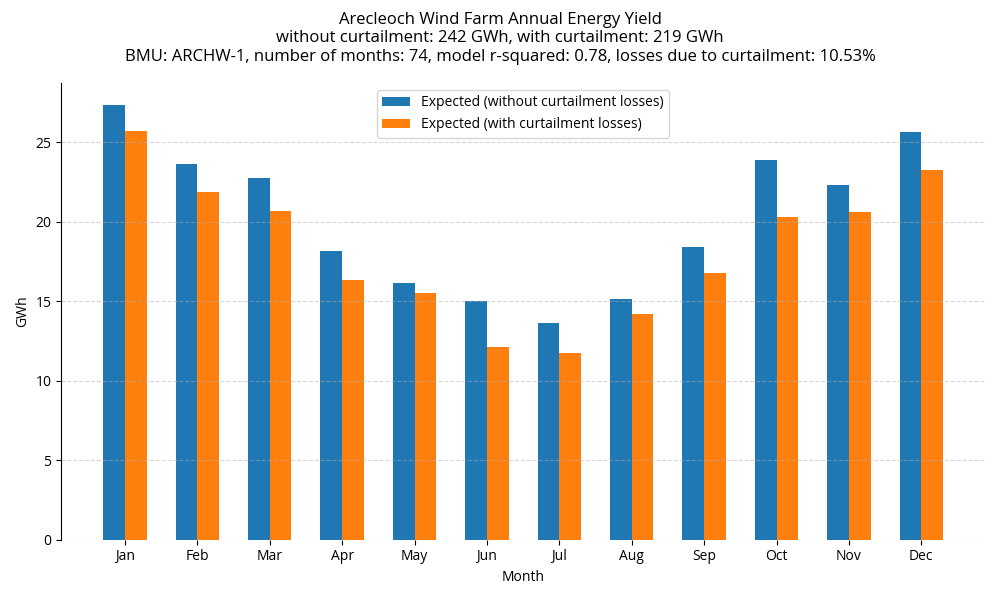 Arecleoch Wind Farm Annual Energy Yield
without curtailment: 242 GWh, with curtailment: 219 GWh
BMU: ARCHW-1, number of months: 74, model r-squared: 0.78, losses due to curtailment: 10.53%
Expected (without curtailment losses)
Expected (with curtailment losses)
GWh
25
20
15
10
5
0
Jan Feb Mar Apr May Jun Jul Aug Sep Oct Nov Dec
Month